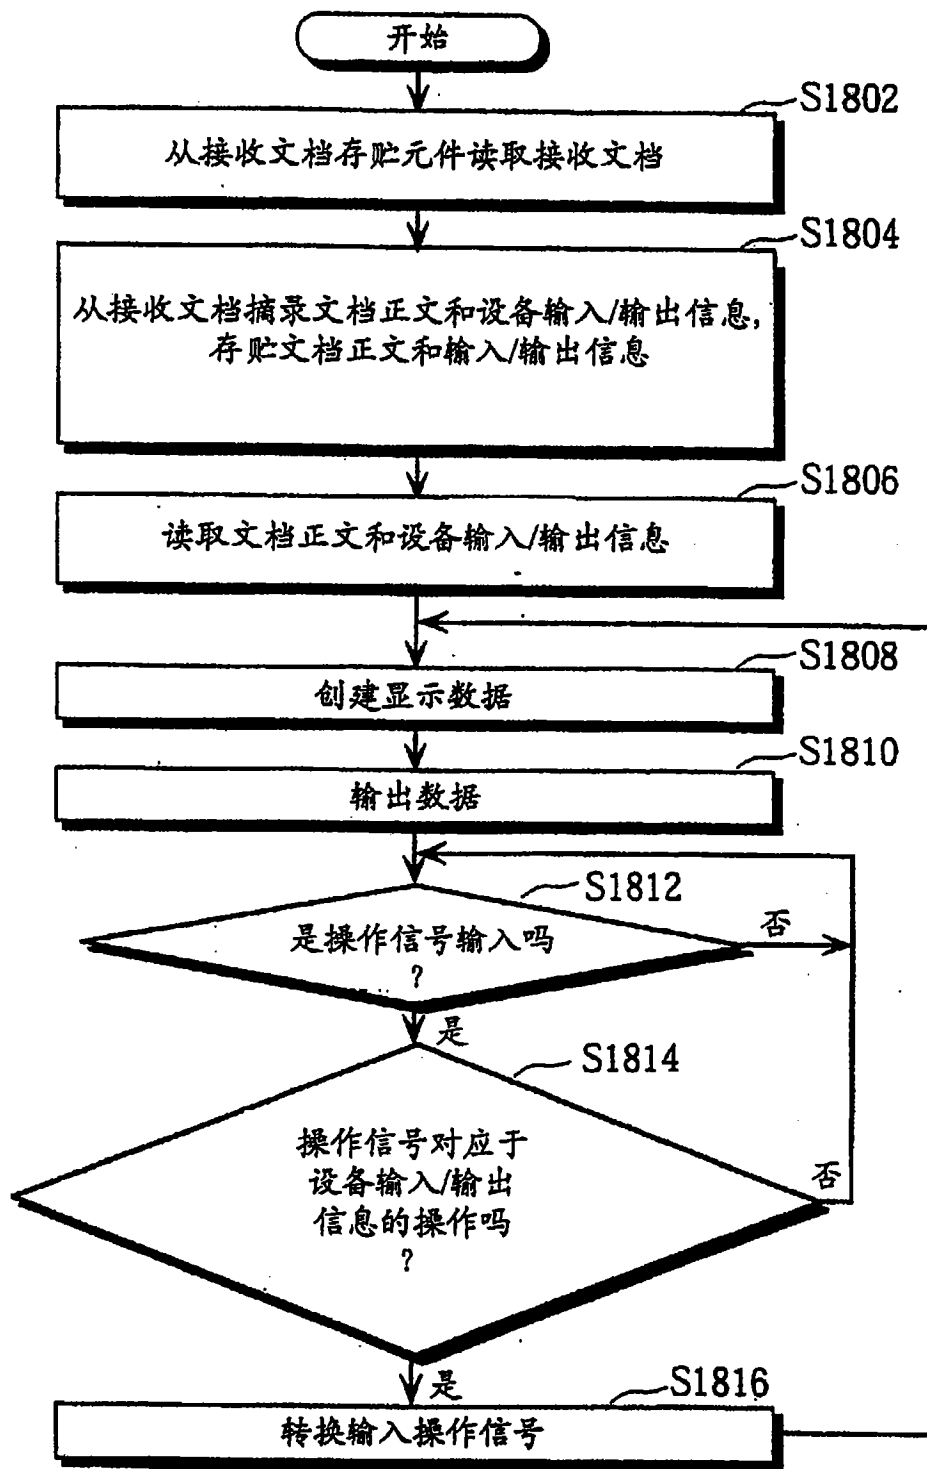 开始
S1802
从接收文档存贮元件读取接收文档
S1804
从接收文档摘录文档正文和设备输入/输出信息,
存贮文档正文和输入/输出信息
S1806
读取文档正文和设备输入/输出信息
S1808
创建显示数据
S1810
输出数据
S1812
是操作信号输入吗
?
否
是
S1814
操作信号对应于
设备输入/输出
信息的操作吗
?
否
是
S1816
转换输入操作信号